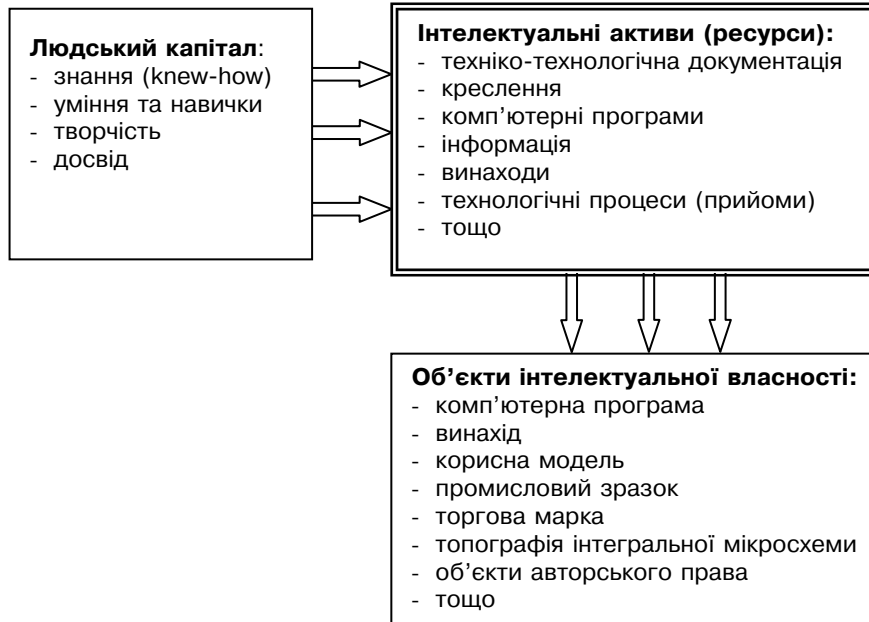 Людський капітал:
- знання (knew-how)
- уміння та навички
- творчість
- досвід
Інтелектуальні активи (ресурси):
- техніко-технологічна документація
- креслення
- комп’ютерні програми
- інформація
- винаходи
- технологічні процеси (прийоми)
- тощо
Об’єкти інтелектуальної власності:
- комп’ютерна програма
- винахід
- корисна модель
- промисловий зразок
- торгова марка
- топографія інтегральної мікросхеми
- об’єкти авторського права
- тощо